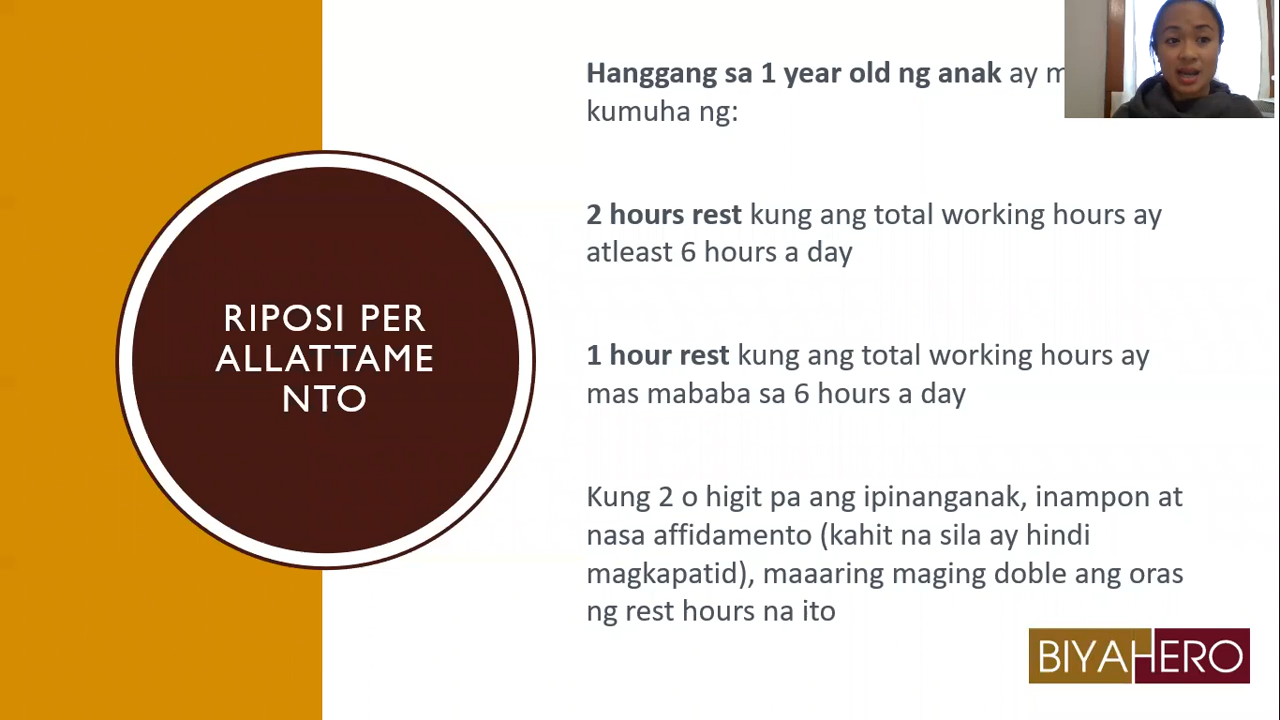 RIPOSI PER
ALLATTAME
NTO
Hanggang sa 1 year old ng anak ay
kumuha ng:
2 hours rest kung ang total working hours ay
atleast 6 hours a day
1 hour rest kung ang total working hours ay
mas mababa sa 6 hours a day
Kung 2 o higit pa ang ipinanganak, inampon at
nasa affidamento (kahit na sila ay hindi
magkapatid), maaaring maging doble ang oras
ng rest hours na ito
BIYAHERO